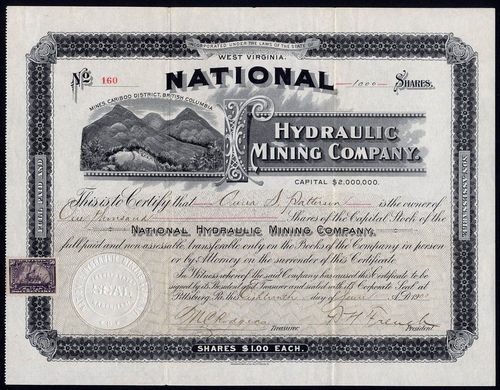 INCORPORATED UNDER THE LAWS OF THE STATE OF
WEST VIRGINIA.
No 160
NATIONAL
1000 SHARES.
MINES, CARIBOO DISTRICT, BRITISH COLUMBIA.
HYDRAULIC
MINING COMPANY.
CAPITAL $2,000,000.
FULL PAID AND
NON-ASSESSABLE.
This is to Certify that S. Patterson is the owner of
One Thousand Shares of the Capital Stock of the
NATIONAL HYDRAULIC MINING COMPANY,
full paid and non assessable, transferable only on the Books of the Company in person
or by Attorney on the surrender of this Certificate.
In Witness whereof the said Company has caused this Certificate to be
signed by its President and Treasurer and sealed with its Corporate Seal at
Pittsburg Pa. this Eighteenth day of June A.D. 1900
SEAL
Treasurer
President
SHARES $1.00 EACH.